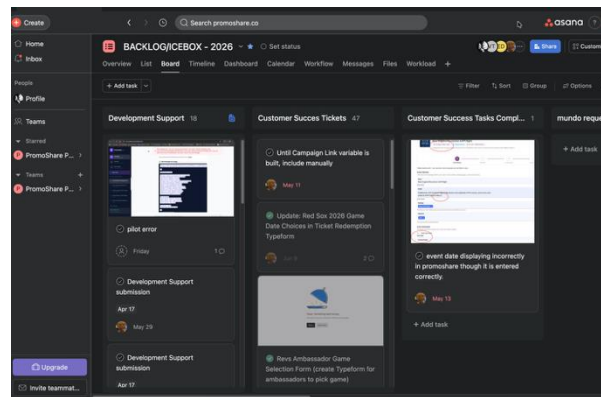 Create
Search promoshare.co
asana
Home
Inbox
People
Profile
Teams
Starred
PromoShare P...
Teams
PromoShare P...
Upgrade
Invite teammat...
BACKLOG/ICEBOX - 2026
Set status
Share
Custom
Overview List Board Timeline Dashboard Calendar Workflow Messages Files Workload +
+ Add task
Filter Sort Group Options
Development Support 18
pilot error
Friday
1
Development Support
submission
Apr 17
May 29
Development Support
submission
Apr 17
Customer Succes Tickets 47
Until Campaign Link variable is
built, include manually
May 11
Update: Red Sox 2026 Game
Date Choices in Ticket Redemption
Typeform
2
Revs Ambassador Game
Selection Form (create Typeform for
ambassadors to pick game)
Customer Success Tasks Compl... 1
event date displaying incorrectly
in promoshare though it is entered
correctly.
May 13
+ Add task
mundo reque
+ Add task